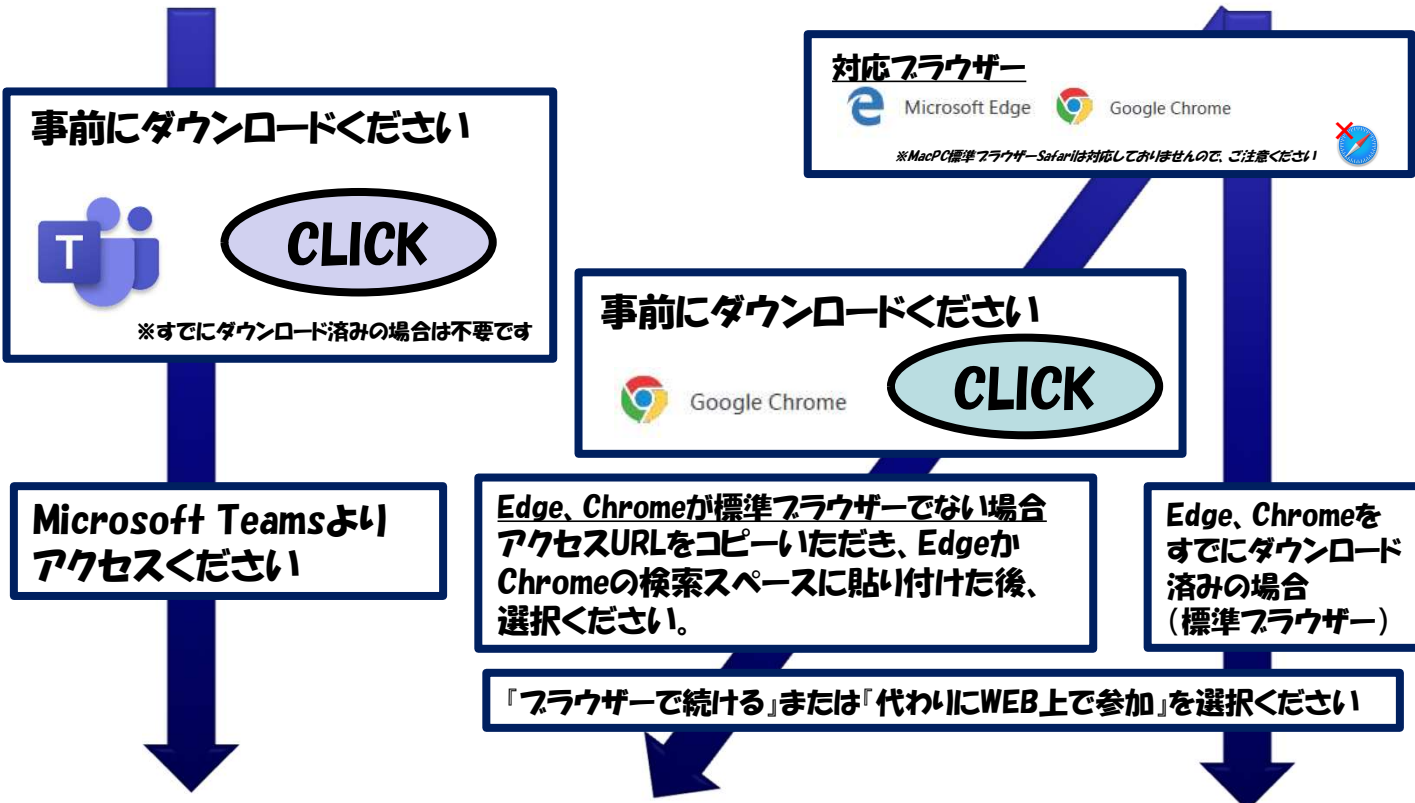 事前にダウンロードください
T
CLICK
※すでにダウンロード済みの場合は不要です
Microsoft Teamsより
アクセスください
対応ブラウザー
Microsoft Edge
Google Chrome
※MacPC標準ブラウザーSafariは対応しておりませんので、ご注意ください
事前にダウンロードください
Google Chrome
CLICK
Edge、Chromeが標準ブラウザーでない場合
アクセスURLをコピーいただき、Edgeか
Chromeの検索スペースに貼り付けた後、
選択ください。
Edge、Chromeを
すでにダウンロード
済みの場合
（標準ブラウザー）
『ブラウザーで続ける』または『代わりにWEB上で参加』を選択ください